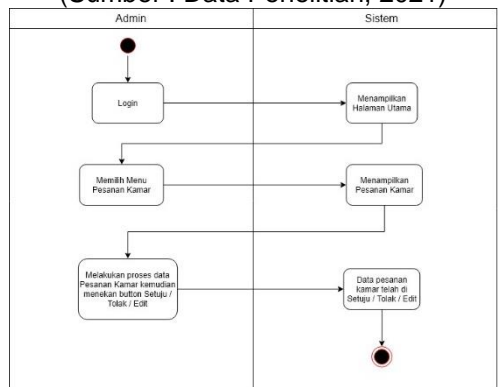 (Sumber : Data Penelitian, 2021)
Admin
Sistem
Login
Menampilkan
Halaman Utama
Memilih Menu
Pesanan Kamar
Menampilkan
Pesanan Kamar
Melakukan proses data
Pesanan Kamar kemudian
menekan button Setuju /
Tolak / Edit
Data pesanan
kamar telah di
Setuju / Tolak / Edit